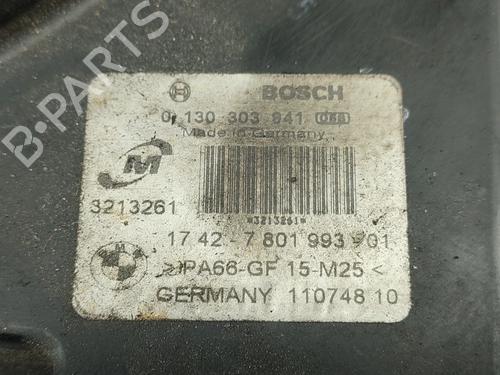 B-PARTS
BOSCH
0 130 303 941
Made in Germany
3213261
*3213261*
17 42 - 7 801 993 - 01
>PA66-GF 15-M25<
GERMANY 110748 10